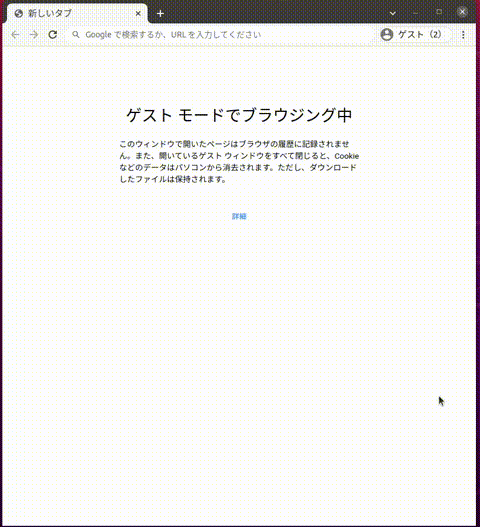 新しいタブ
Google で検索するか、URL を入力してください
ゲスト（2）
ゲスト モードでブラウジング中
このウィンドウで開いたページはブラウザの履歴に記録されませ
ん。また、開いているゲスト ウィンドウをすべて閉じると、Cookie
などのデータはパソコンから消去されます。ただし、ダウンロード
したファイルは保持されます。
詳細